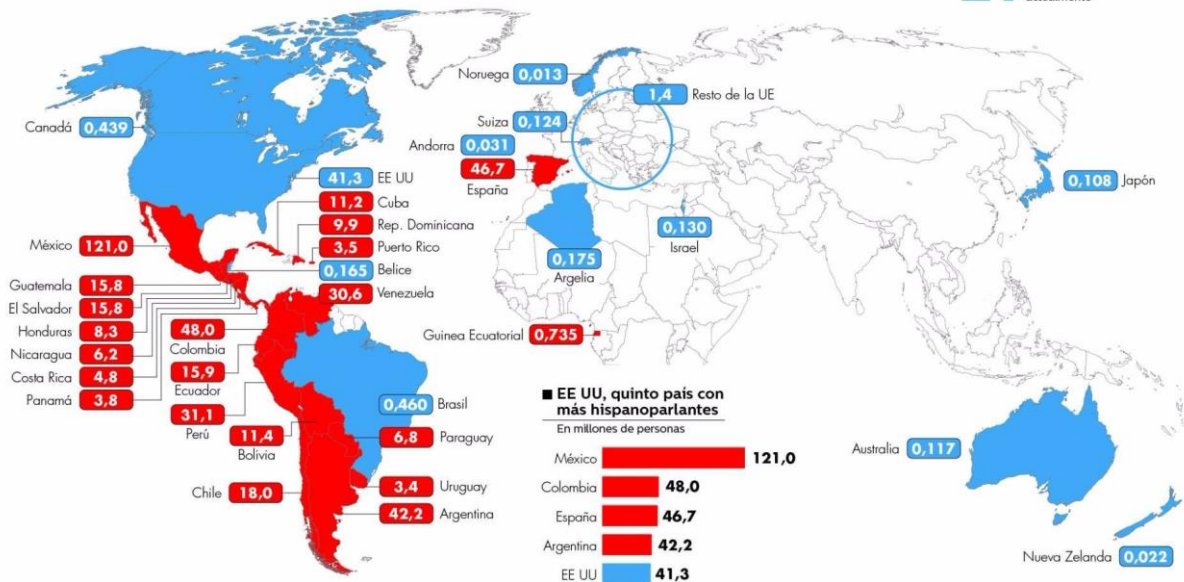 Noruega 0,013
1,4 Resto de la UE
Suiza 0,124
Canadá 0,439
Andorra 0,031
46,7
España
41,3 EE UU
11,2 Cuba
9,9 Rep. Dominicana
3,5 Puerto Rico
México 121,0
0,165 Belice
30,6 Venezuela
Guatemala 15,8
El Salvador 15,8
Honduras 8,3
Nicaragua 6,2
Costa Rica 4,8
Panamá 3,8
48,0
Colombia
15,9
Ecuador
31,1
Perú
11,4
Bolivia
0,460 Brasil
6,8 Paraguay
Chile 18,0
3,4 Uruguay
42,2 Argentina
0,175
Argelia
0,130
Israel
0,108 Japón
Guinea Ecuatorial 0,735
EE UU, quinto país con
más hispanoparlantes
En millones de personas
México 121,0
Colombia 48,0
España 46,7
Argentina 42,2
EE UU 41,3
Australia 0,117
Nueva Zelanda 0,022